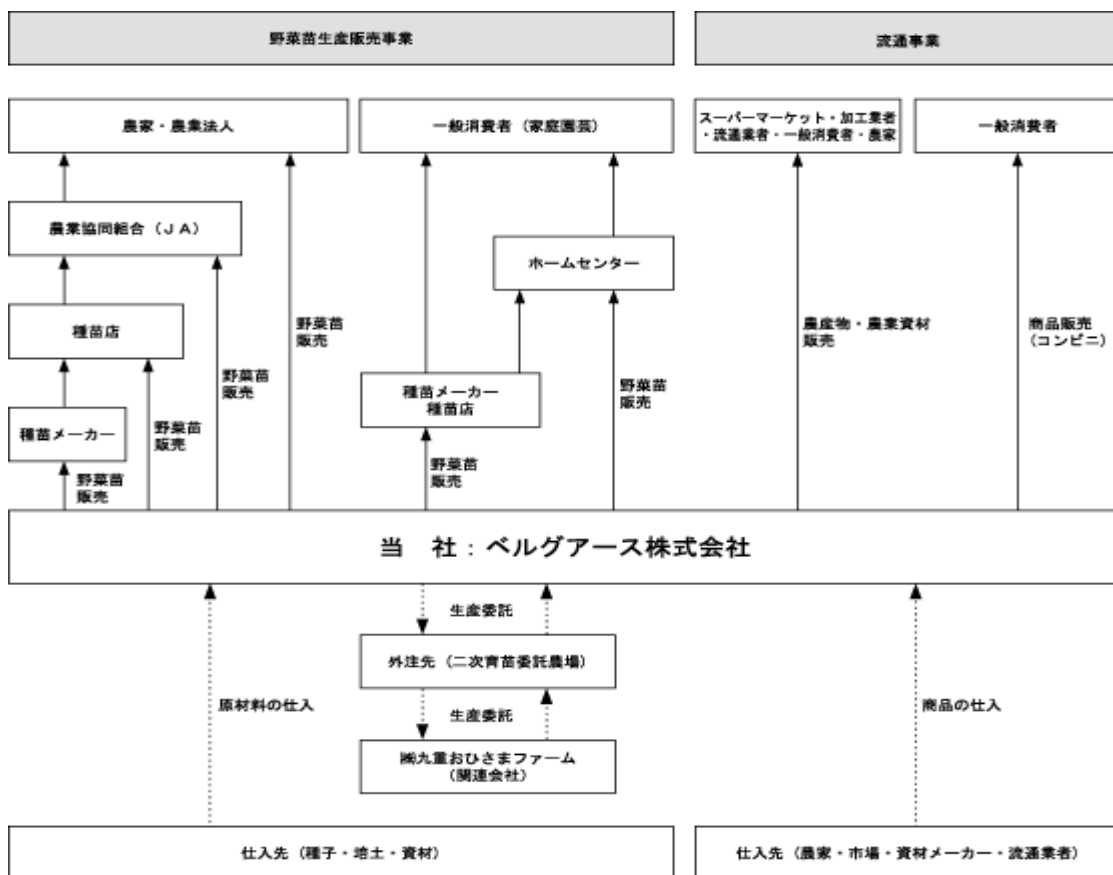 野菜苗生産販売事業
流通事業
農家・農業法人
一般消費者（家庭園芸）
スーパーマーケット・加工業者
・流通業者・一般消費者・農家
一般消費者
農業協同組合（ＪＡ）
ホームセンター
種苗店
野菜苗
販売
農産物・農業資材
販売
商品販売
(コンビニ)
種苗メーカー
種苗店
野菜苗
販売
野菜苗
販売
種苗メーカー
野菜苗
販売
野菜苗
販売
野菜苗
販売
当　社：ベルグアース株式会社
生産委託
外注先（二次育苗委託農場）
原材料の仕入
生産委託
商品の仕入
㈱九重おひさまファーム
（関連会社）
仕入先（種子・培土・資材）
仕入先（農家・市場・資材メーカー・流通業者）